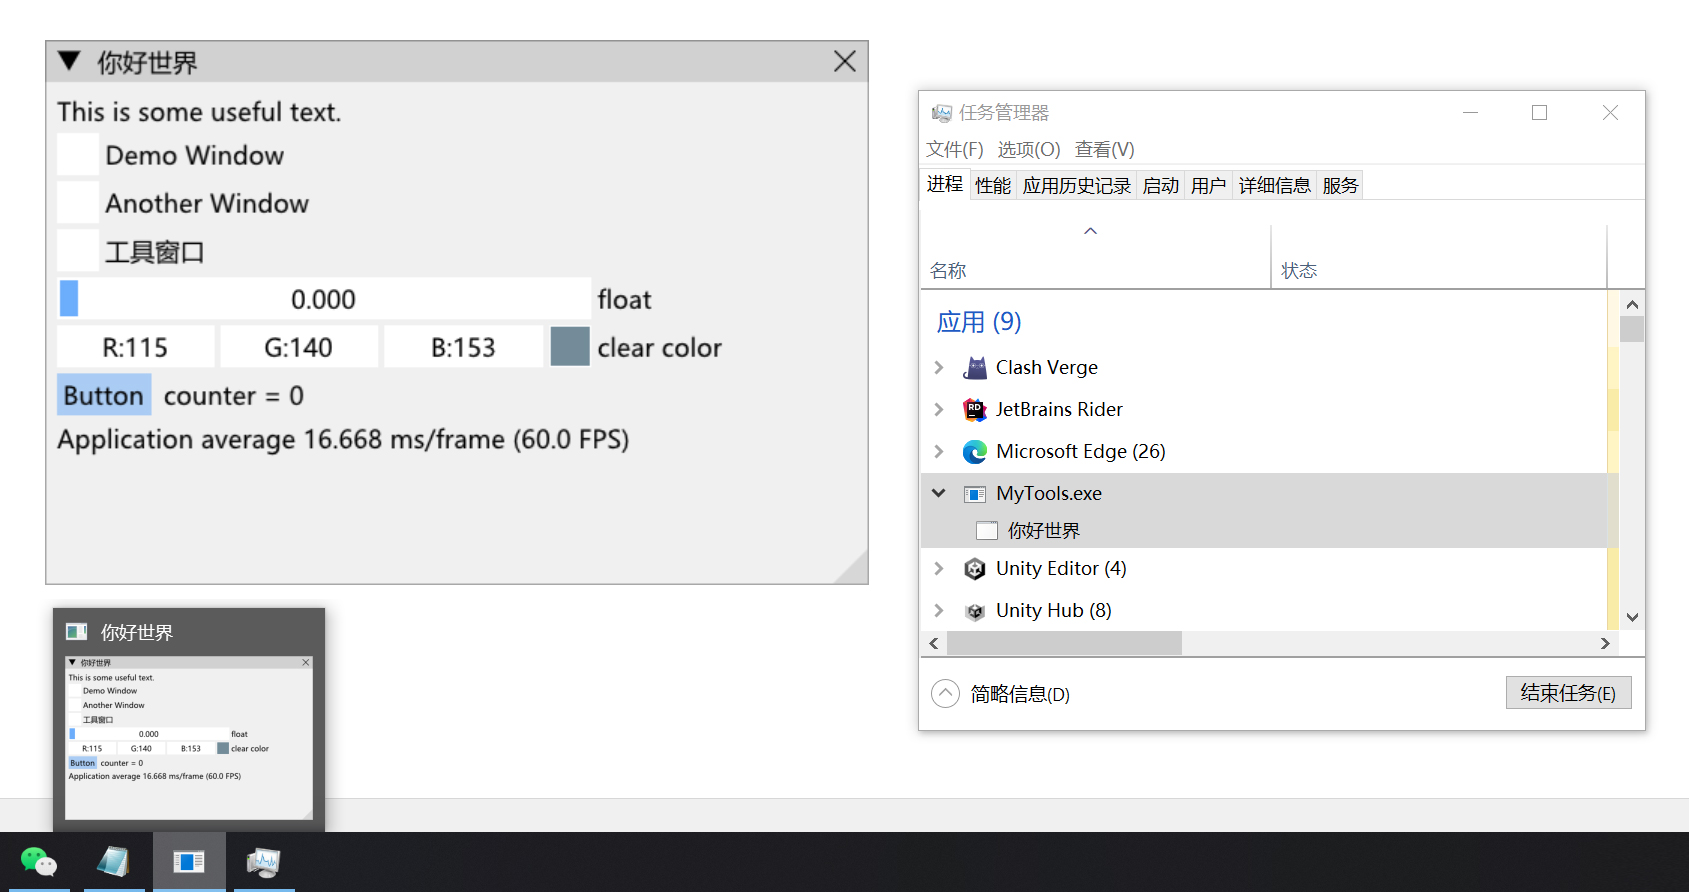 你好世界
This is some useful text.
Demo Window
Another Window
工具窗口
0.000 float
R:115 G:140 B:153 clear color
Button counter = 0
Application average 16.668 ms/frame (60.0 FPS)
任务管理器
文件(F) 选项(O) 查看(V)
进程 性能 应用历史记录 启动 用户 详细信息 服务
名称 状态
应用 (9)
Clash Verge
RD JetBrains Rider
Microsoft Edge (26)
MyTools.exe
你好世界
Unity Editor (4)
Unity Hub (8)
简略信息(D) 结束任务(E)
你好世界
你好世界
This is some useful text.
Demo Window
Another Window
工具窗口
0.000 float
R:115 G:140 B:153 clear color
Button counter = 0
Application average 16.668 ms/frame (60.0 FPS)